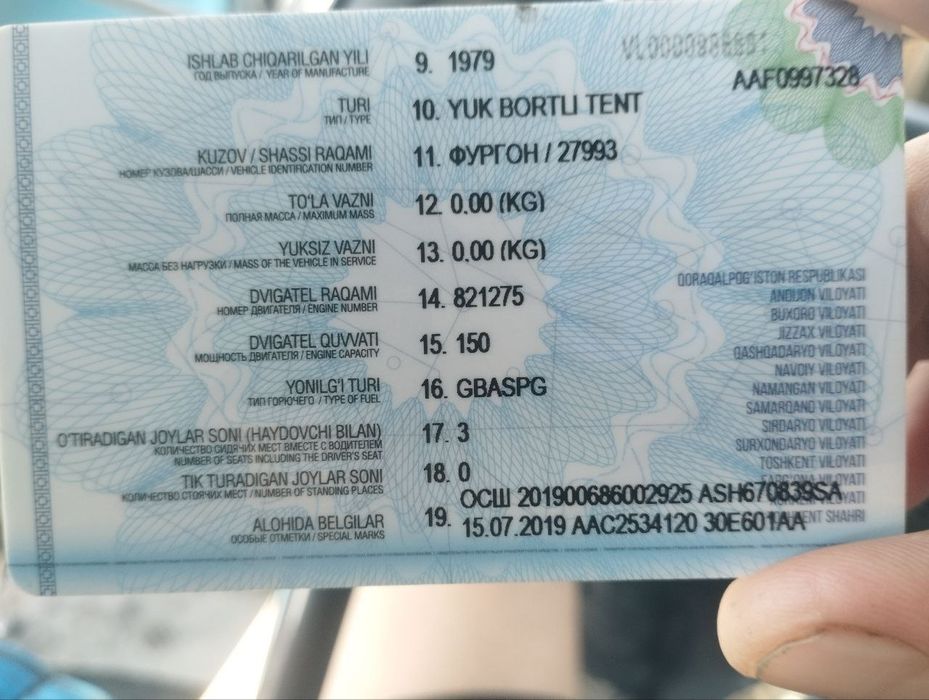 AAF0997328
ISHLAB CHIQARILGAN YILI 9. 1979
ГОД ВЫПУСКА / YEAR OF MANUFACTURE
TURI 10. YUK BORTLI TENT
ТИП / TYPE
KUZOV / SHASSI RAQAMI 11. ФУРГОН / 27993
НОМЕР КУЗОВА/ШАССИ / VEHICLE IDENTIFICATION NUMBER
TO'LA VAZNI 12. 0.00 (KG)
ПОЛНАЯ МАССА / MAXIMUM MASS
YUKSIZ VAZNI 13. 0.00 (KG)
МАССА БЕЗ НАГРУЗКИ / MASS OF THE VEHICLE IN SERVICE
DVIGATEL RAQAMI 14. 821275
НОМЕР ДВИГАТЕЛЯ / ENGINE NUMBER
DVIGATEL QUVVATI 15. 150
МОЩНОСТЬ ДВИГАТЕЛЯ / ENGINE CAPACITY
YONILG'I TURI 16. GBASPG
ТИП ГОРЮЧЕГО / TYPE OF FUEL
O'TIRADIGAN JOYLAR SONI (HAYDOVCHI BILAN) 17. 3
КОЛИЧЕСТВО СИДЯЧИХ МЕСТ ВМЕСТЕ С ВОДИТЕЛЕМ
NUMBER OF SEATS INCLUDING THE DRIVER'S SEAT
TIK TURADIGAN JOYLAR SONI 18. 0
КОЛИЧЕСТВО СТОЯЧИХ МЕСТ / NUMBER OF STANDING PLACES
ALOHIDA BELGILAR 19. ОСШ 201900686002925 ASH670839SA
ОСОБЫЕ ОТМЕТКИ / SPECIAL MARKS
15.07.2019 AAC2534120 30E601AA
QORAQALPOG'ISTON RESPUBLIKASI
ANDIJON VILOYATI
BUXORO VILOYATI
JIZZAX VILOYATI
QASHQADARYO VILOYATI
NAVOIY VILOYATI
NAMANGAN VILOYATI
SAMARQAND VILOYATI
SIRDARYO VILOYATI
SURXONDARYO VILOYATI
TOSHKENT VILOYATI
SHAHRI